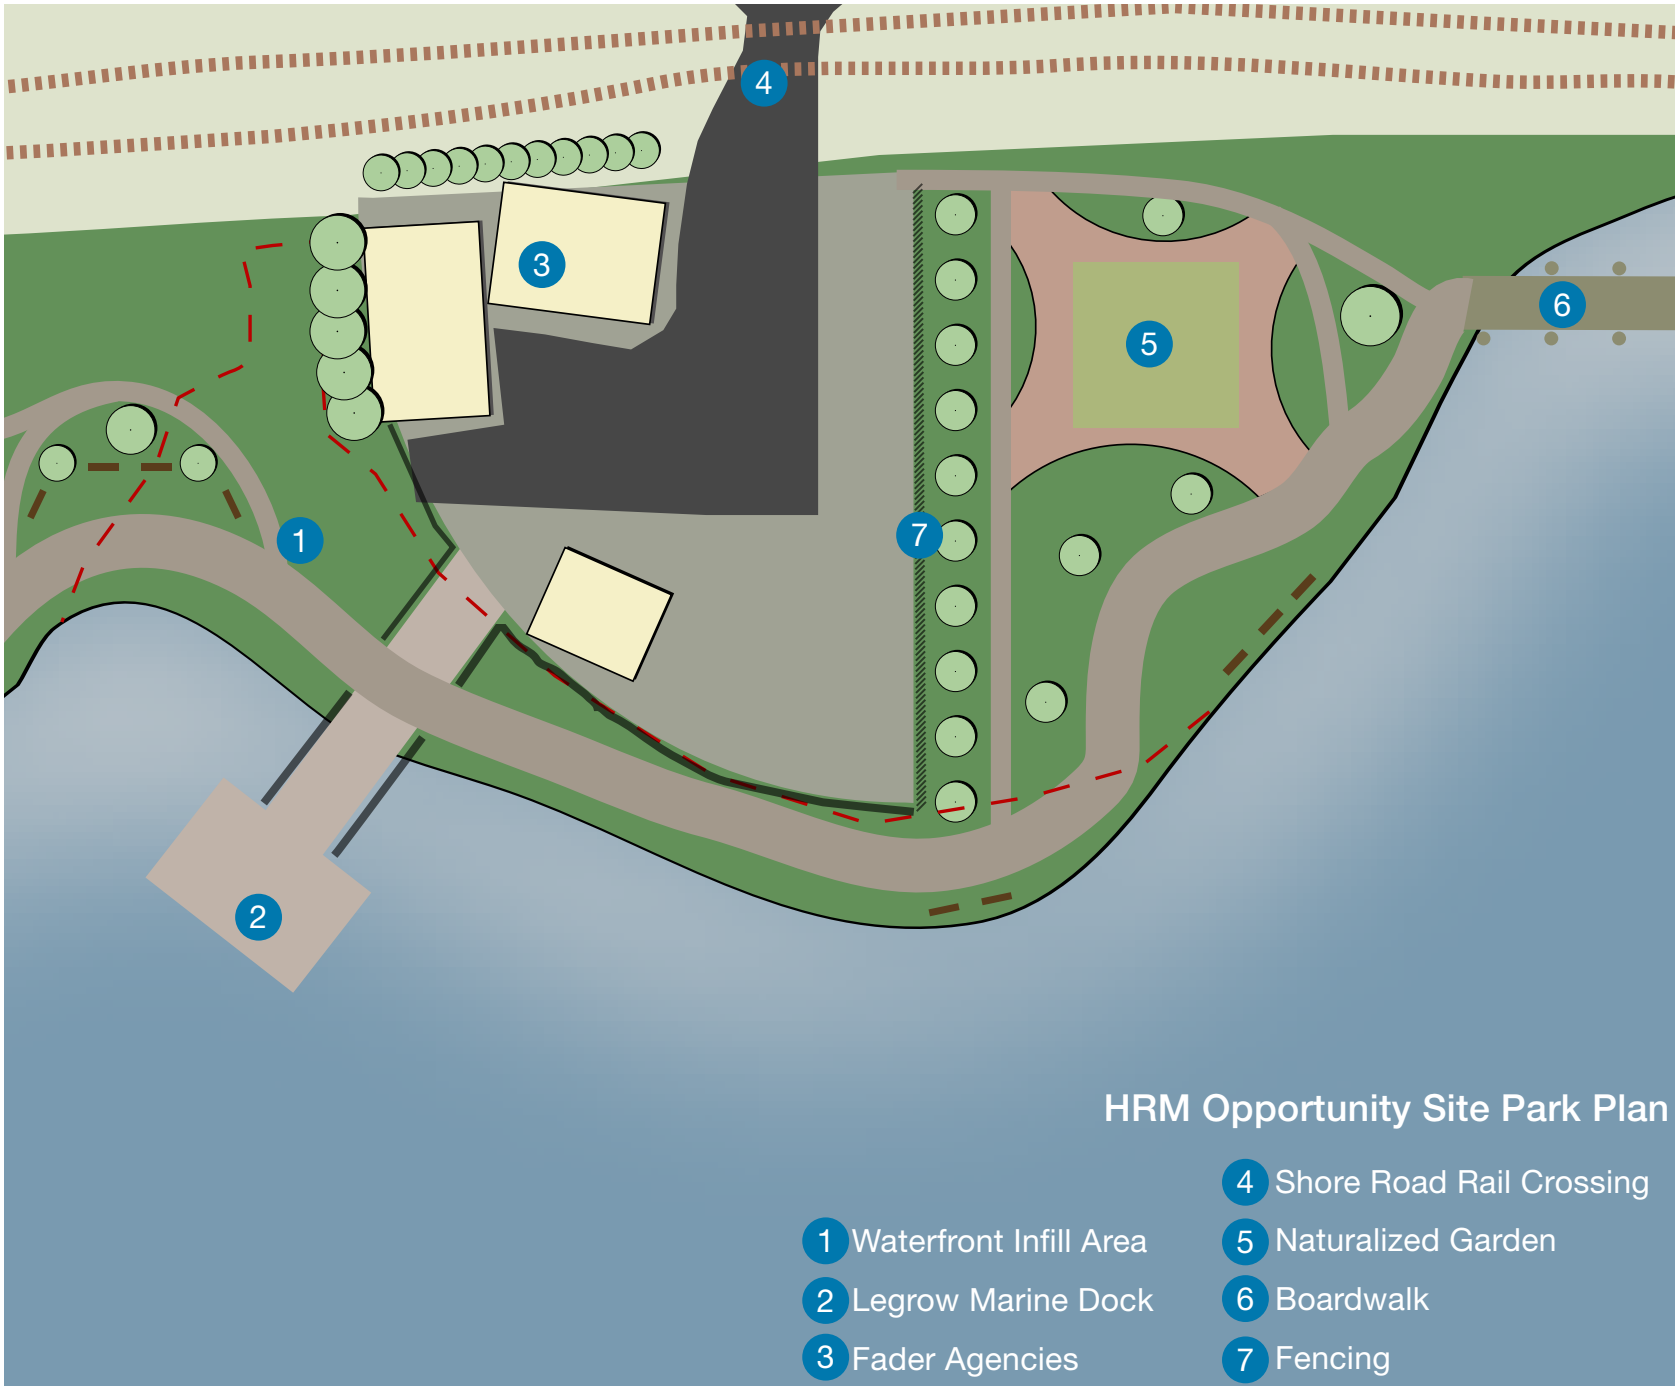 4
3
6
5
7
1
2
HRM Opportunity Site Park Plan
1 Waterfront Infill Area
2 Legrow Marine Dock
3 Fader Agencies
4 Shore Road Rail Crossing
5 Naturalized Garden
6 Boardwalk
7 Fencing